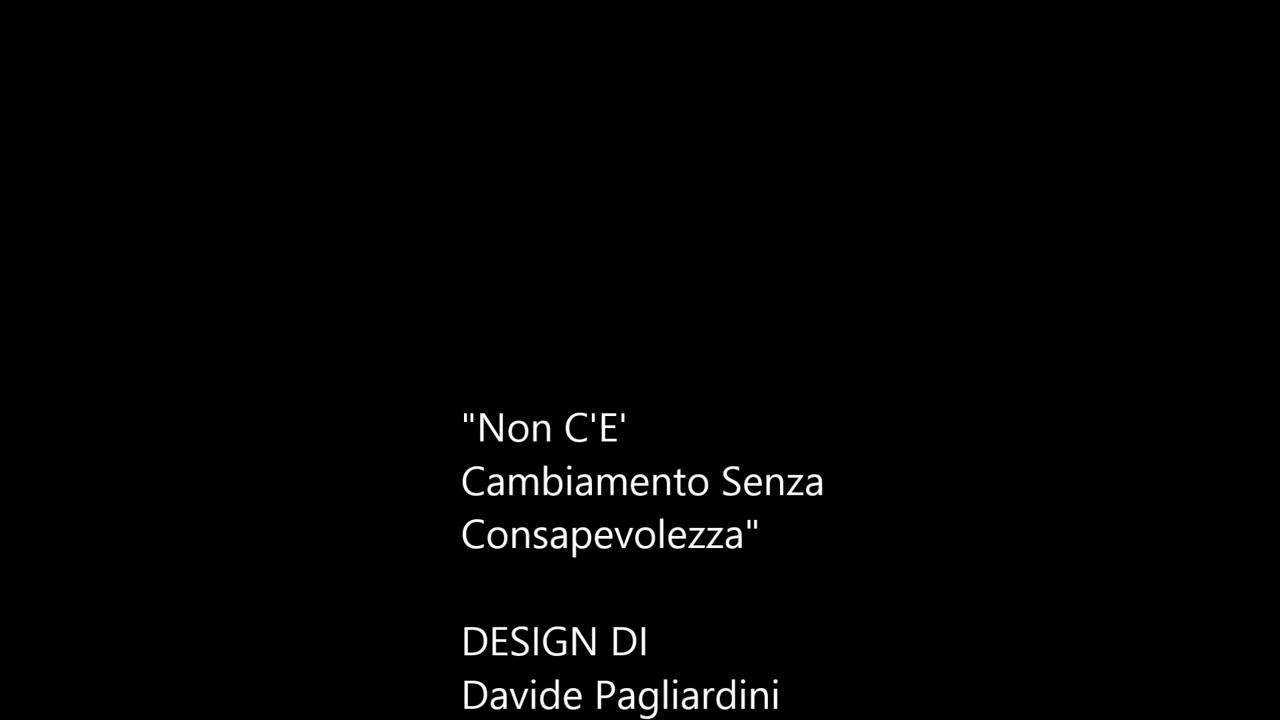 "Non C'E'
Cambiamento Senza
Consapevolezza"
DESIGN DI
Davide Pagliardini